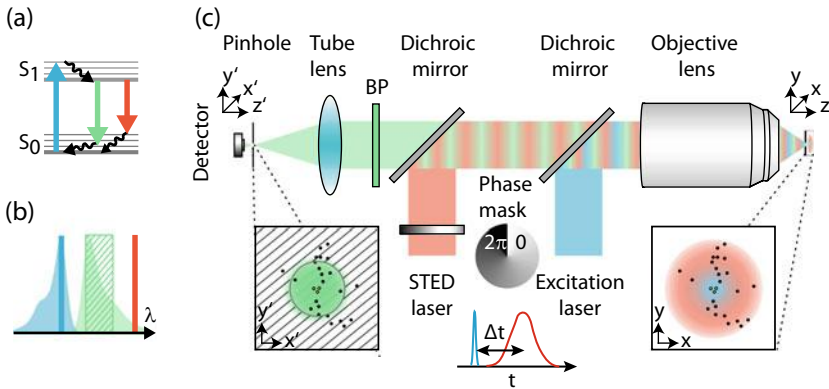 (a)
S1
S0
(b)
λ
(c)
Pinhole
Tube
lens
Dichroic
mirror
Dichroic
mirror
Objective
lens
y′
x′
z′
BP
y
x
z
Detector
Phase
mask
2π
0
STED
laser
Excitation
laser
y′
x′
Δt
t
y
x